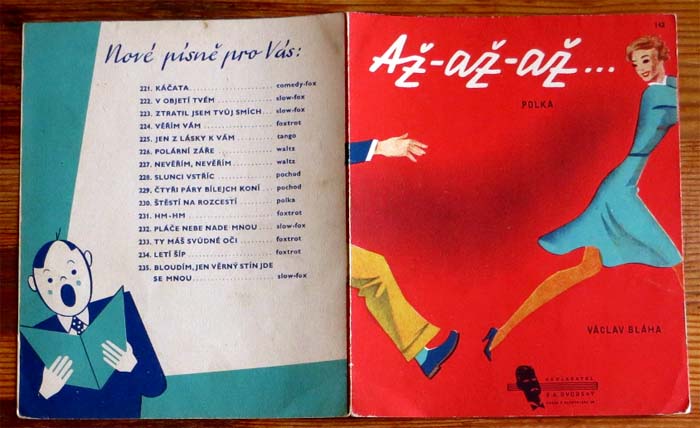 Nové písně pro Vás:
221. KÁČATA .......... comedy-fox
222. V OBJETÍ TVÉM .......... slow-fox
223. ZTRATIL JSEM TVŮJ SMÍCH .......... slow-fox
224. VĚŘÍM VÁM .......... foxtrot
225. JEN Z LÁSKY K VÁM .......... tango
226. POLÁRNÍ ZÁŘE .......... waltz
227. NEVĚŘÍM, NEVĚŘÍM .......... waltz
228. SLUNCI VSTŘÍC .......... pochod
229. ČTYŘI PÁRY BÍLEJCH KONÍ .......... pochod
230. ŠTĚSTÍ NA ROZCESTÍ .......... polka
231. HM-HM .......... foxtrot
232. PLÁČE NEBE NADE MNOU .......... slow-fox
233. TY MÁŠ SVŮDNÉ OČI .......... foxtrot
234. LETÍ ŠÍP .......... foxtrot
235. BLOUDÍM, JEN VĚRNÝ STÍN JDE
SE MNOU .......... slow-fox
142
Až-až-až...
POLKA
VÁCLAV BLÁHA
NAKLADATEL
R.A. DVORSKÝ